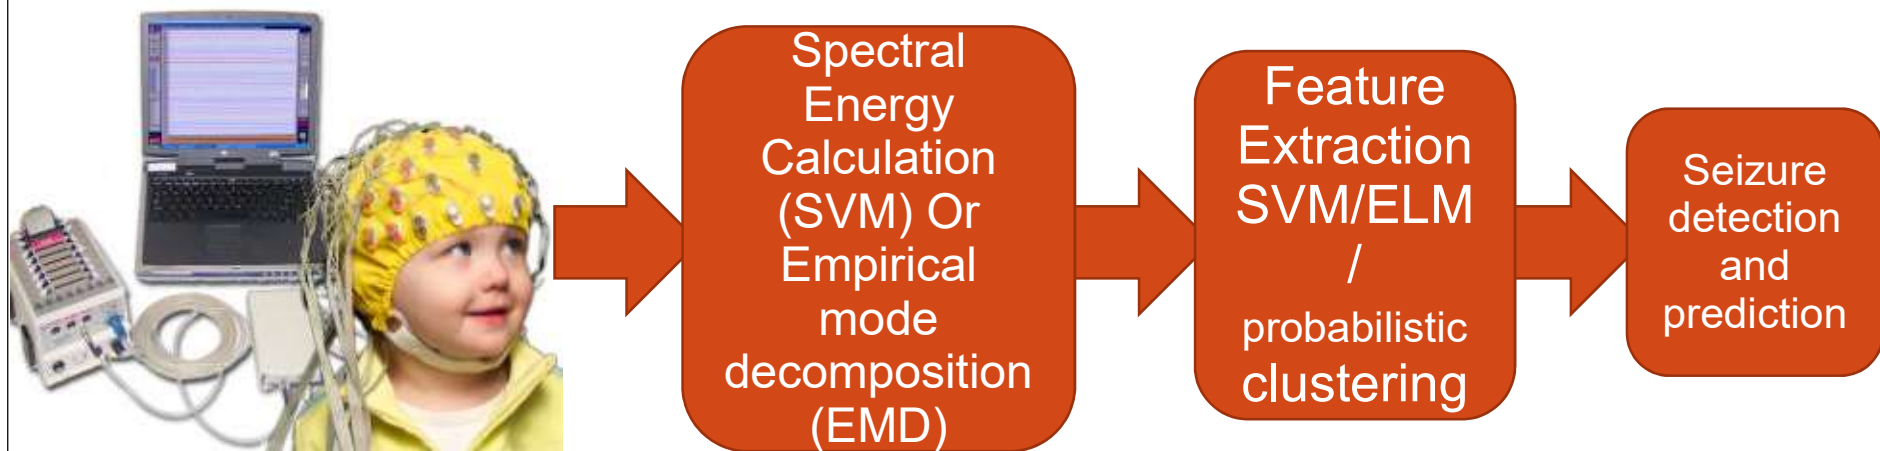 Spectral
Energy
Calculation
(SVM) Or
Empirical
mode
decomposition
(EMD)
Feature
Extraction
SVM/ELM
/
probabilistic
clustering
Seizure
detection
and
prediction